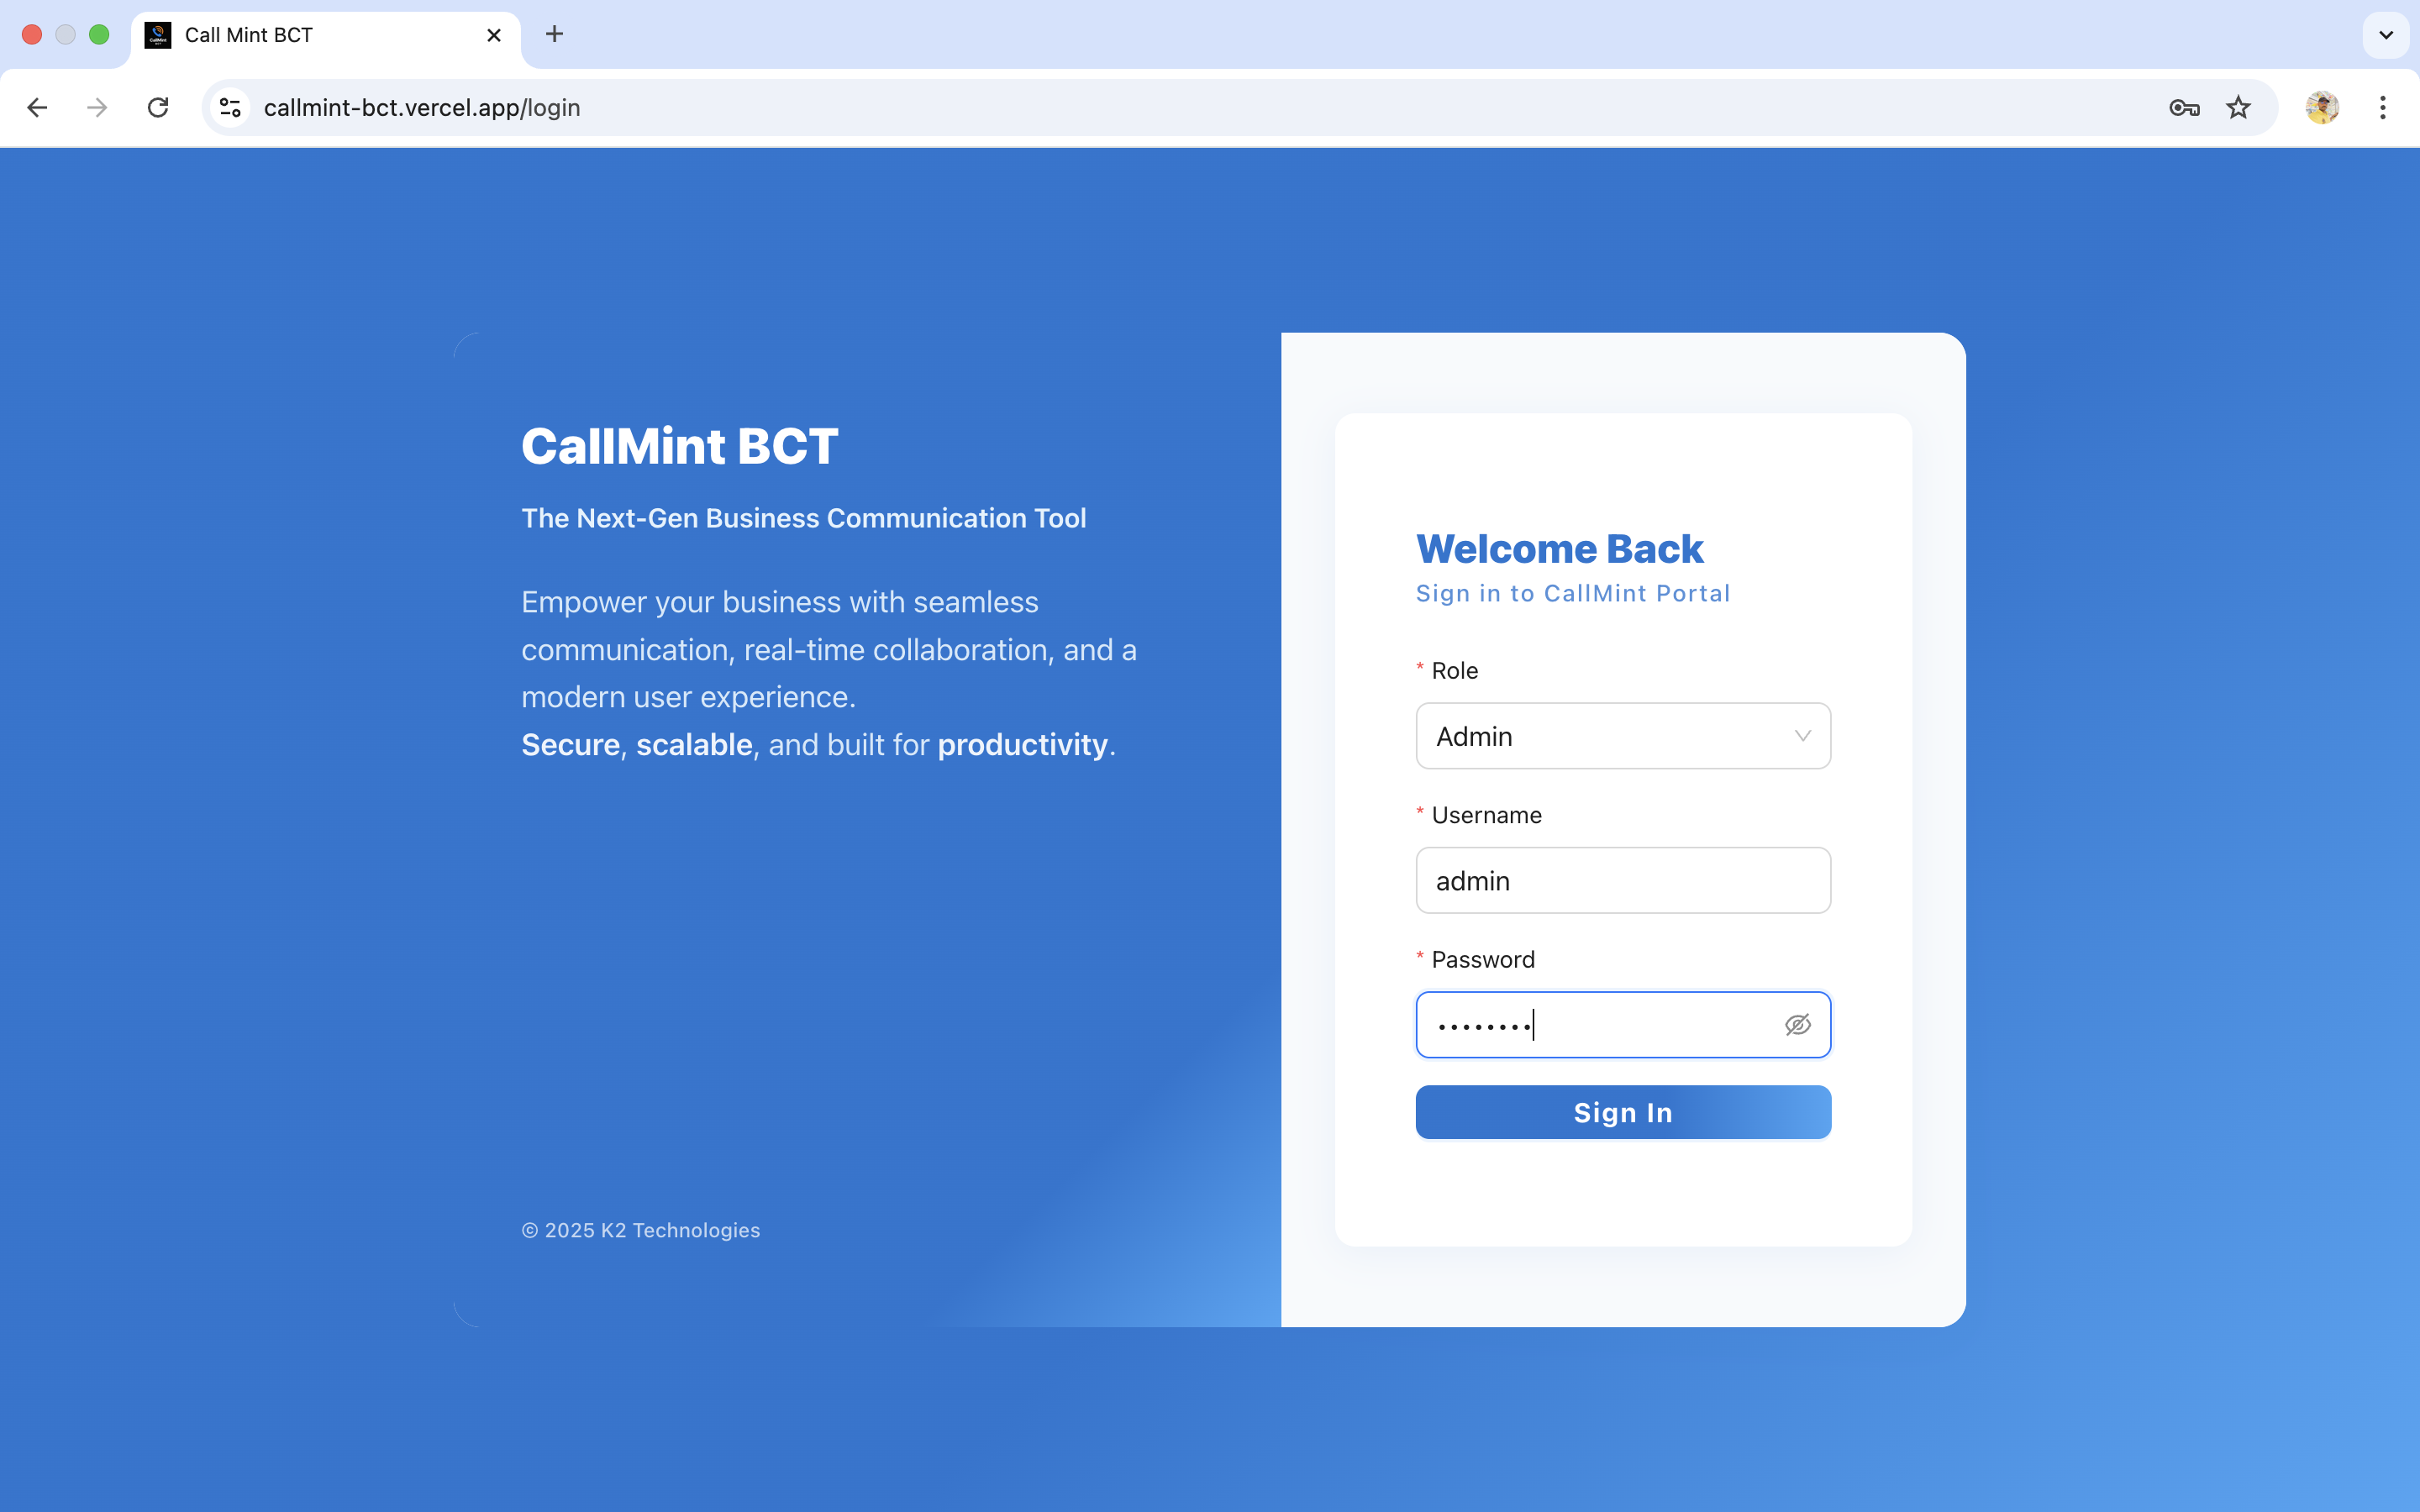 Call Mint BCT
callmint-bct.vercel.app/login
CallMint BCT
The Next-Gen Business Communication Tool
Empower your business with seamless
communication, real-time collaboration, and a
modern user experience.
Secure, scalable, and built for productivity.
© 2025 K2 Technologies
Welcome Back
Sign in to CallMint Portal
* Role
Admin
* Username
admin
* Password
••••••••
Sign In